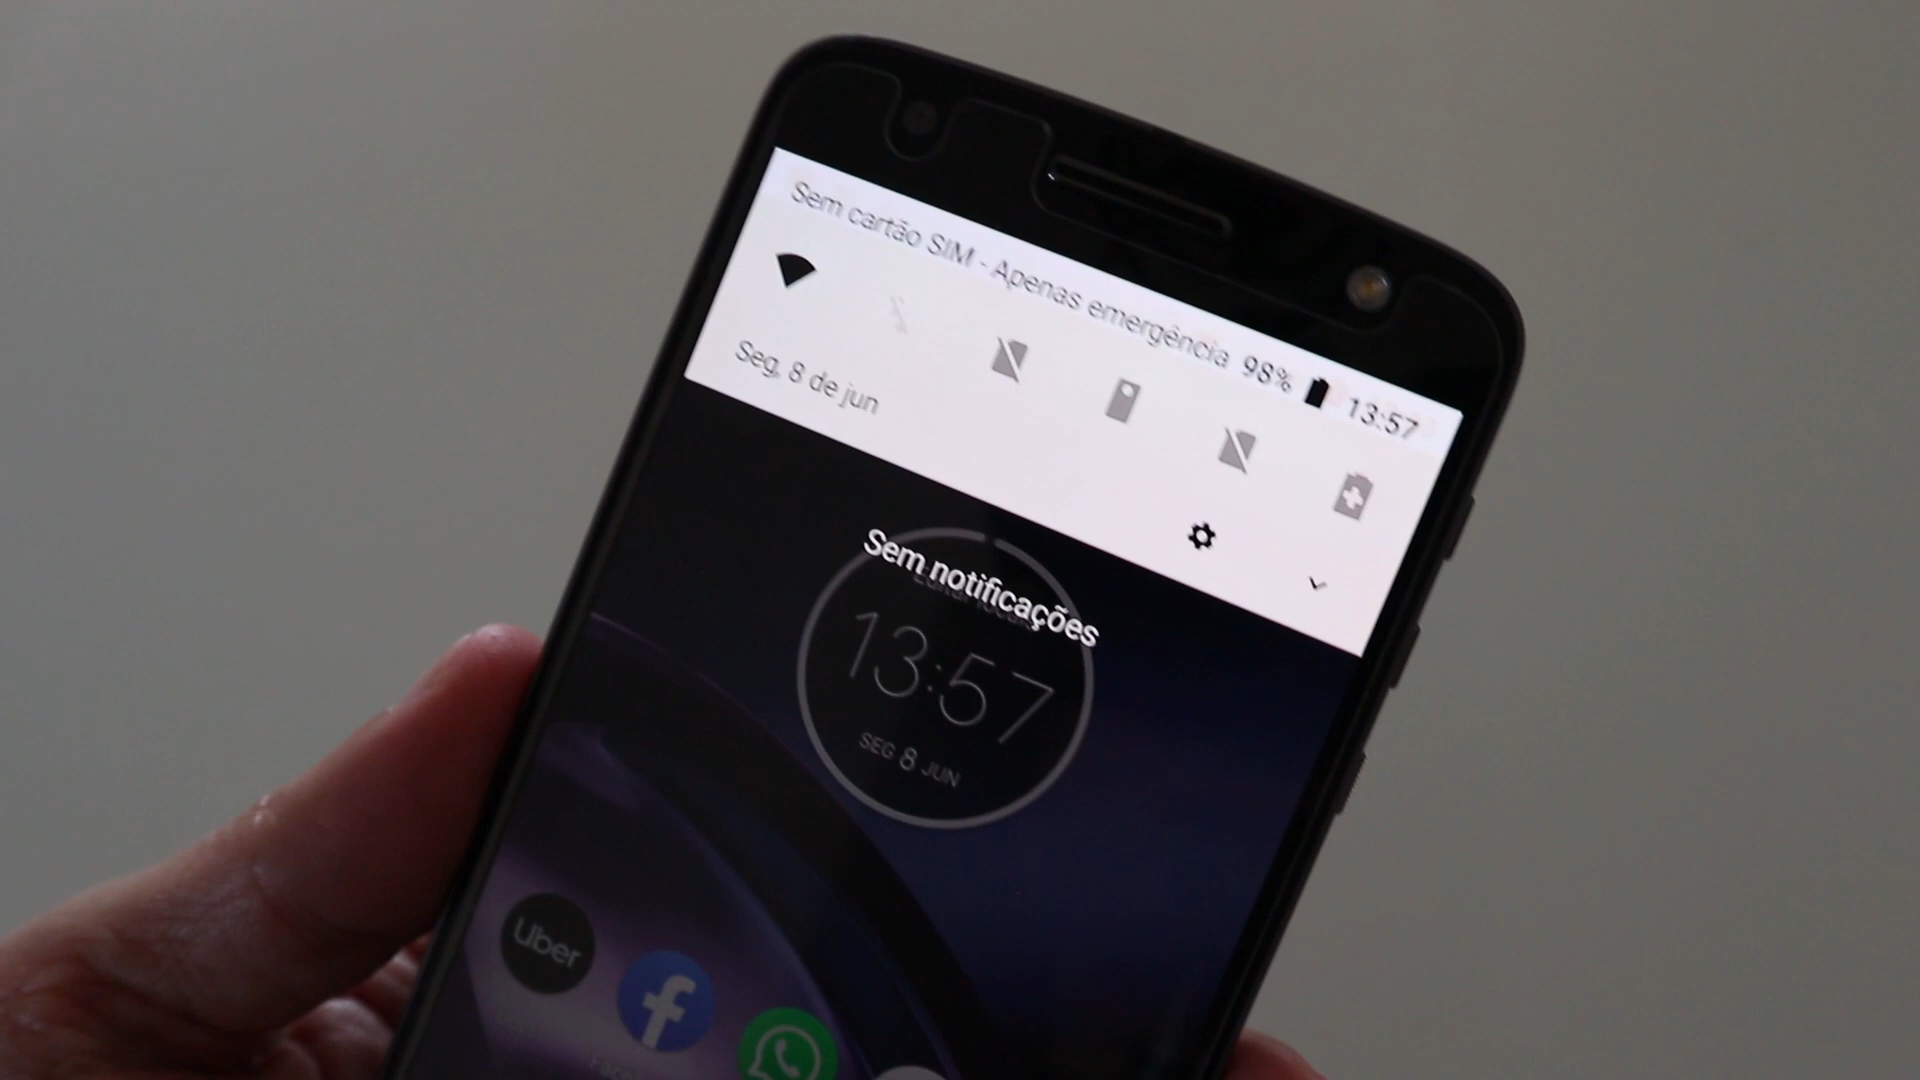 Sem cartão SIM - Apenas emergência 98% 13:57
Seg, 8 de jun
Sem notificações
13:57
SEG 8 JUN
Uber